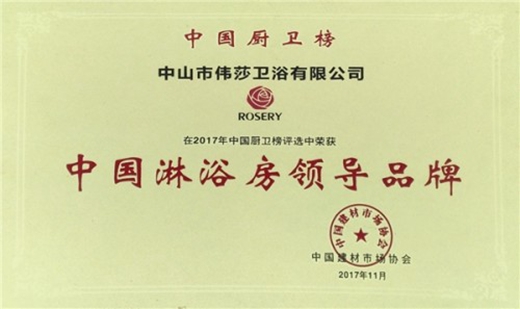 中国厨卫榜
中山市伟莎卫浴有限公司
ROSERY
在2017年中国厨卫榜评选中荣获
中国淋浴房领导品牌
中国建材市场协会
中国建材市场协会
2017年11月